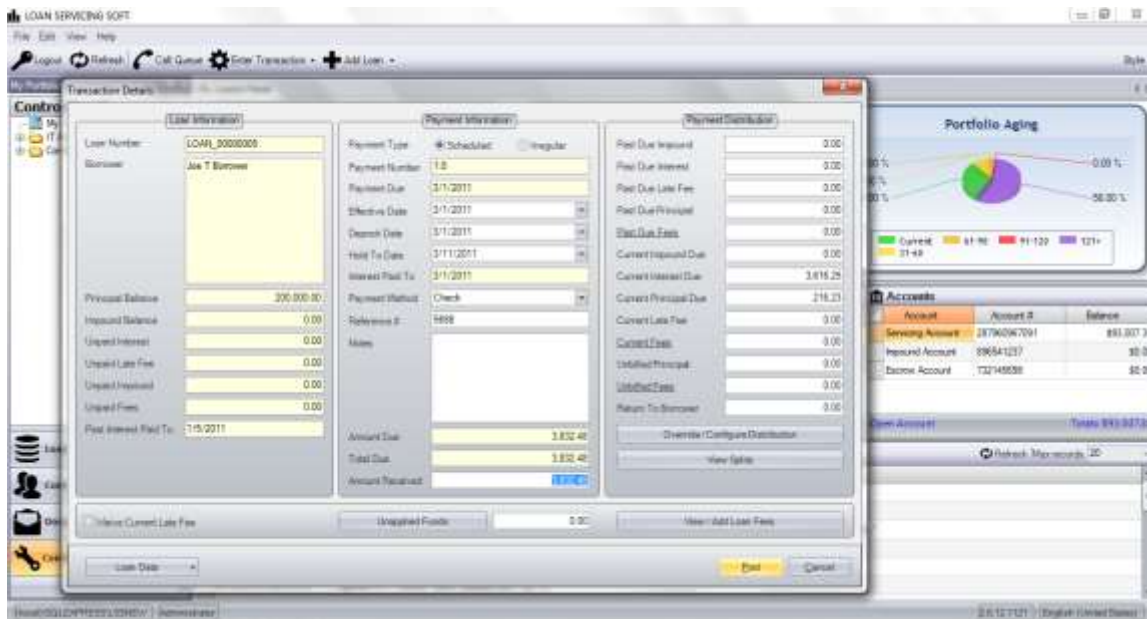 LOAN SERVICING SOFT
File Edit View Help
Logout Refresh Call Queue Enter Transaction Add Loan Style
Transaction Details
Loan Information
Loan Number LOAN_00000005
Borrower Joe T Borrower
Principal Balance 200,000.00
Impound Balance 0.00
Unpaid Interest 0.00
Unpaid Late Fee 0.00
Unpaid Impound 0.00
Unpaid Fees 0.00
Past Interest Paid To 1/5/2011
Payment Information
Payment Type Scheduled Irregular
Payment Number 1.0
Payment Due 3/1/2011
Effective Date 3/1/2011
Deposit Date 3/1/2011
Hold To Date 3/11/2011
Interest Paid To 3/1/2011
Payment Method Check
Reference #
Notes
Amount Due 3,832.48
Total Due 3,832.48
Amount Received 3,832.48
Payment Distribution
Past Due Impound 0.00
Past Due Interest 0.00
Past Due Late Fee 0.00
Past Due Principal 0.00
Past Due Fees 0.00
Current Impound Due 0.00
Current Interest Due 3,616.25
Current Principal Due 216.23
Current Late Fee 0.00
Current Fees 0.00
Unbilled Principal 0.00
Unbilled Fees 0.00
Return To Borrower 0.00
Override / Configure Distribution
View Splits
Waive Current Late Fee Unapplied Funds 0.00 View / Add Loan Fees
Loan Data Post Cancel
Portfolio Aging
0.00 %
50.00 %
Current 61-90 91-120 121+
31-60
Accounts
Account Account # Balance
Servicing Account
Impound Account
Escrow Account
Open Account
Refresh Max records 20
Administrator
English (United States)